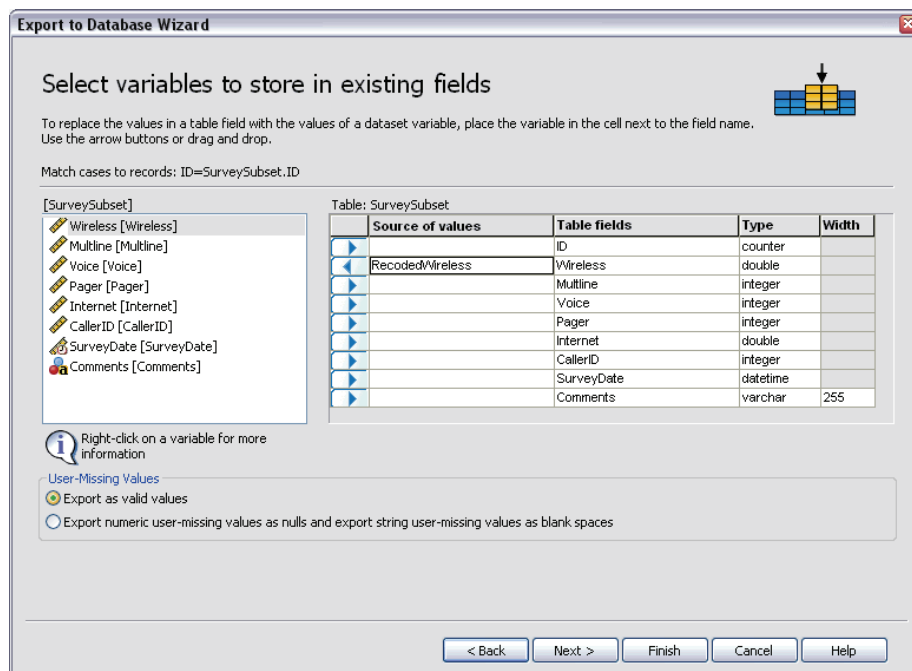 Export to Database Wizard
Select variables to store in existing fields
To replace the values in a table field with the values of a dataset variable, place the variable in the cell next to the field name.
Use the arrow buttons or drag and drop.
Match cases to records: ID=SurveySubset.ID
[SurveySubset]
Wireless [Wireless]
Multline [Multline]
Voice [Voice]
Pager [Pager]
Internet [Internet]
CallerID [CallerID]
SurveyDate [SurveyDate]
Comments [Comments]
Table: SurveySubset
Source of values Table fields Type Width
ID counter
RecodedWireless Wireless double
Multline integer
Voice integer
Pager integer
Internet double
CallerID integer
SurveyDate datetime
Comments varchar 255
Right-click on a variable for more
information
User-Missing Values
Export as valid values
Export numeric user-missing values as nulls and export string user-missing values as blank spaces
< Back Next > Finish Cancel Help